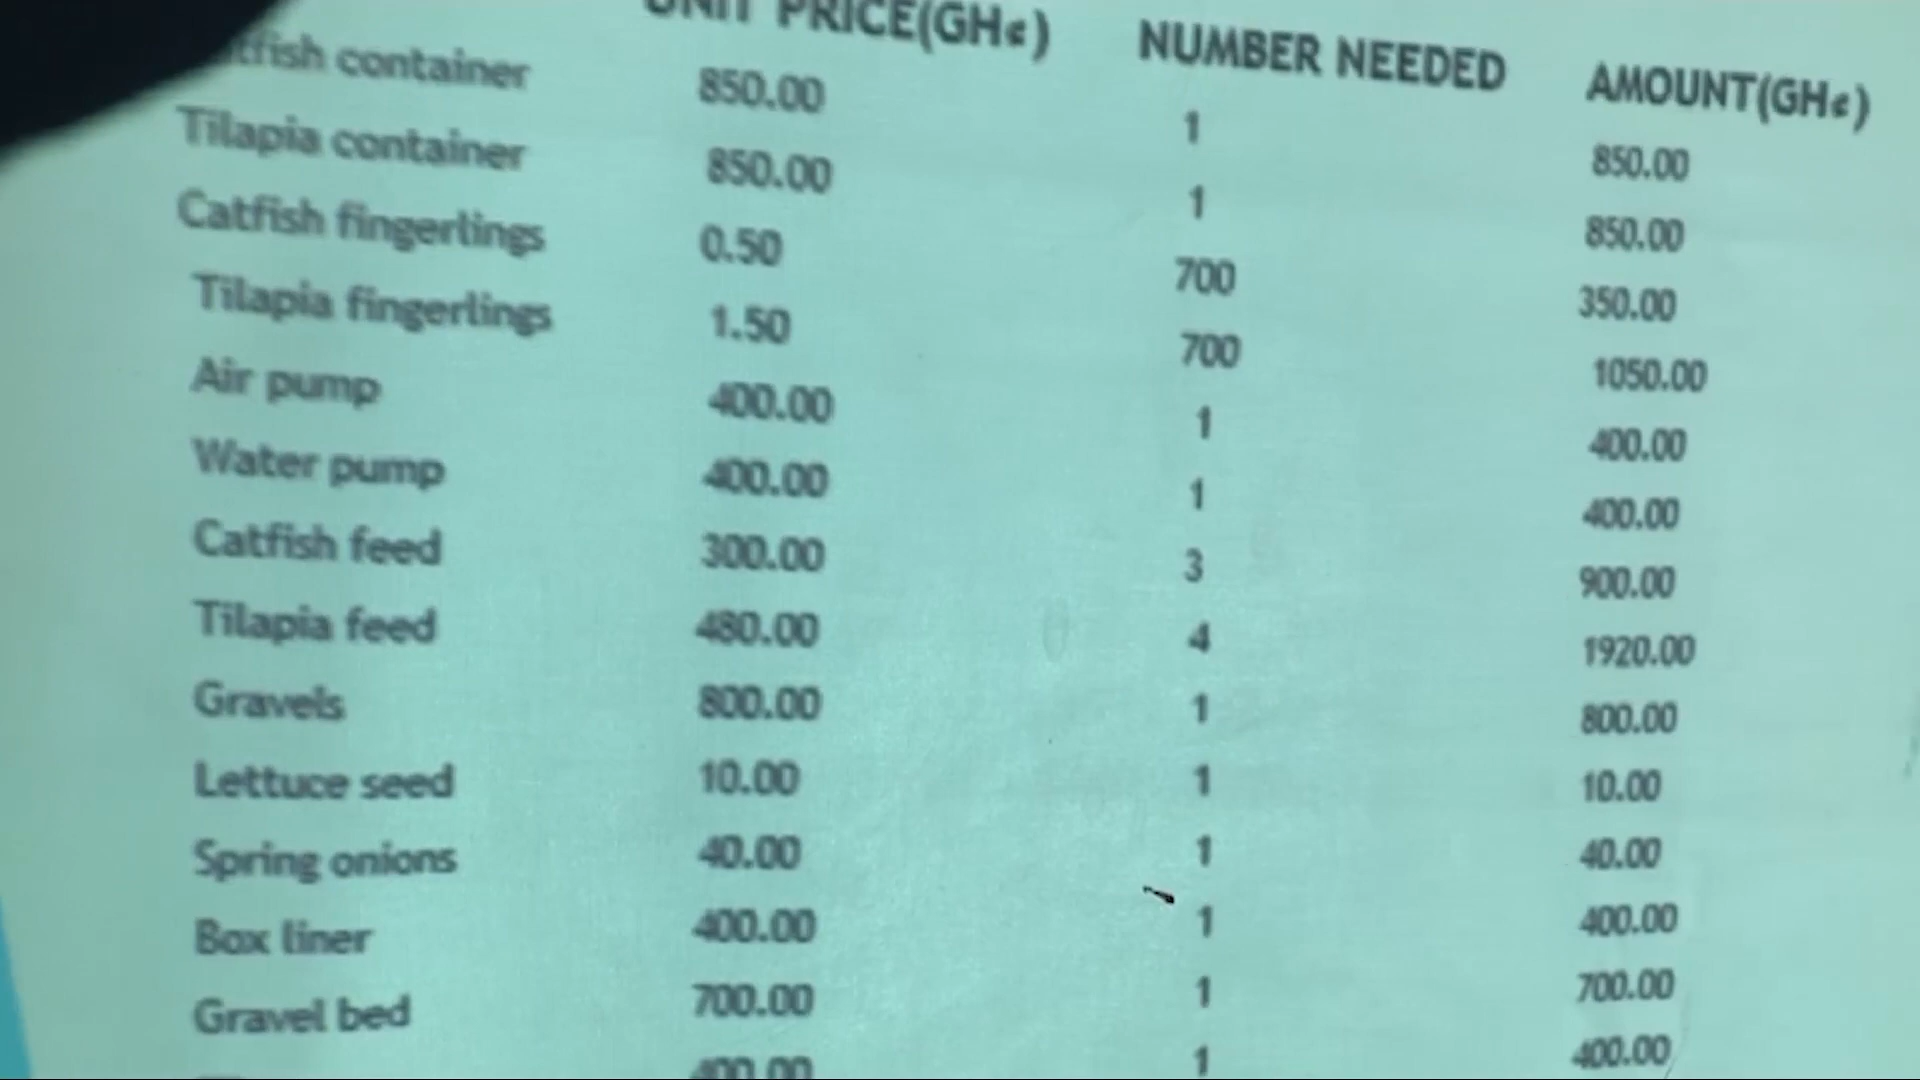 UNIT PRICE(GH¢) NUMBER NEEDED AMOUNT(GH¢)
container 850.00 1 850.00
Tilapia container 850.00 1 850.00
Catfish fingerlings 0.50 700 350.00
Tilapia fingerlings 1.50 700 1050.00
Air pump 400.00 1 400.00
Water pump 400.00 1 400.00
Catfish feed 300.00 3 900.00
Tilapia feed 480.00 4 1920.00
Gravels 800.00 1 800.00
Lettuce seed 10.00 1 10.00
Spring onions 40.00 1 40.00
Box liner 400.00 1 400.00
Gravel bed 700.00 1 700.00
400.00 1 400.00